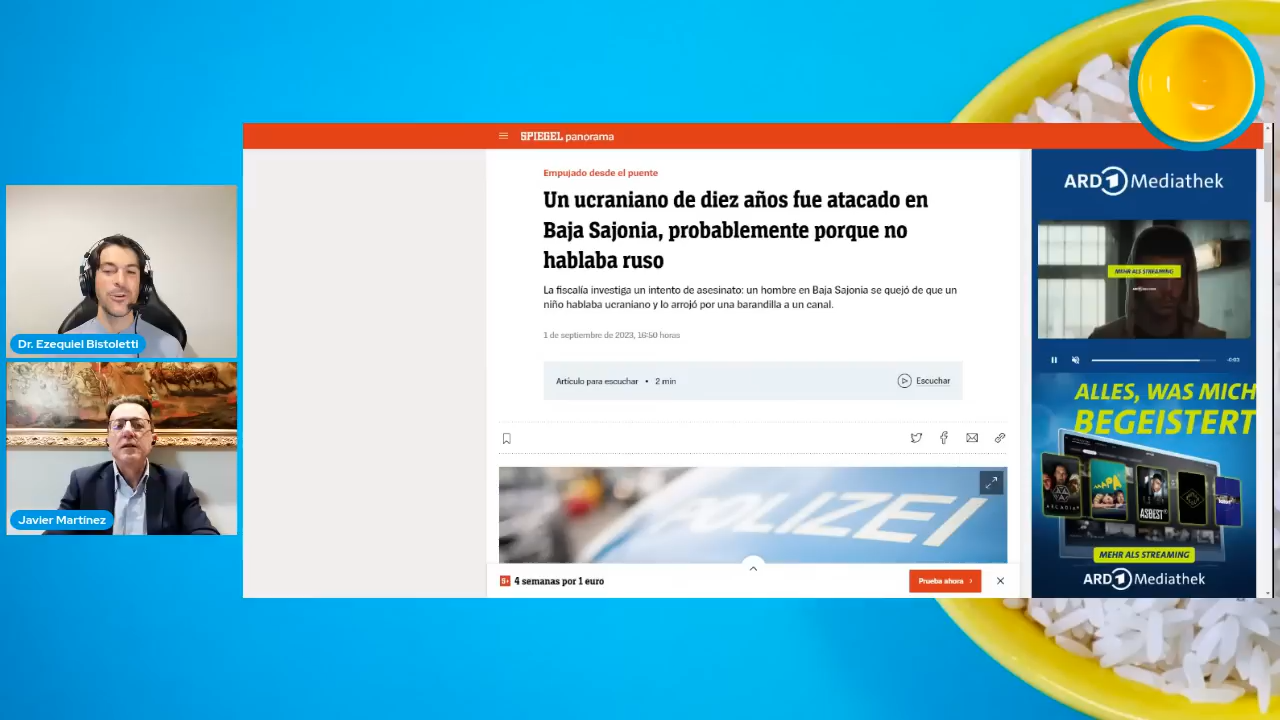 SPIEGEL panorama
Empujado desde el puente
Un ucraniano de diez años fue atacado en
Baja Sajonia, probablemente porque no
hablaba ruso
La fiscalía investiga un intento de asesinato: un hombre en Baja Sajonia se quejó de que un
niño hablaba ucraniano y lo arrojó por una barandilla a un canal.
1 de septiembre de 2023, 16:50 horas
Artículo para escuchar • 2 min
Escuchar
POLIZEI
S+ 4 semanas por 1 euro
Prueba ahora
ARD 1 Mediathek
MEHR ALS STREAMING
ALLES, WAS MICH
BEGEISTERT
ARCADIA
ASBEST
MEHR ALS STREAMING
ARD 1 Mediathek
Dr. Ezequiel Bistoletti
Javier Martínez